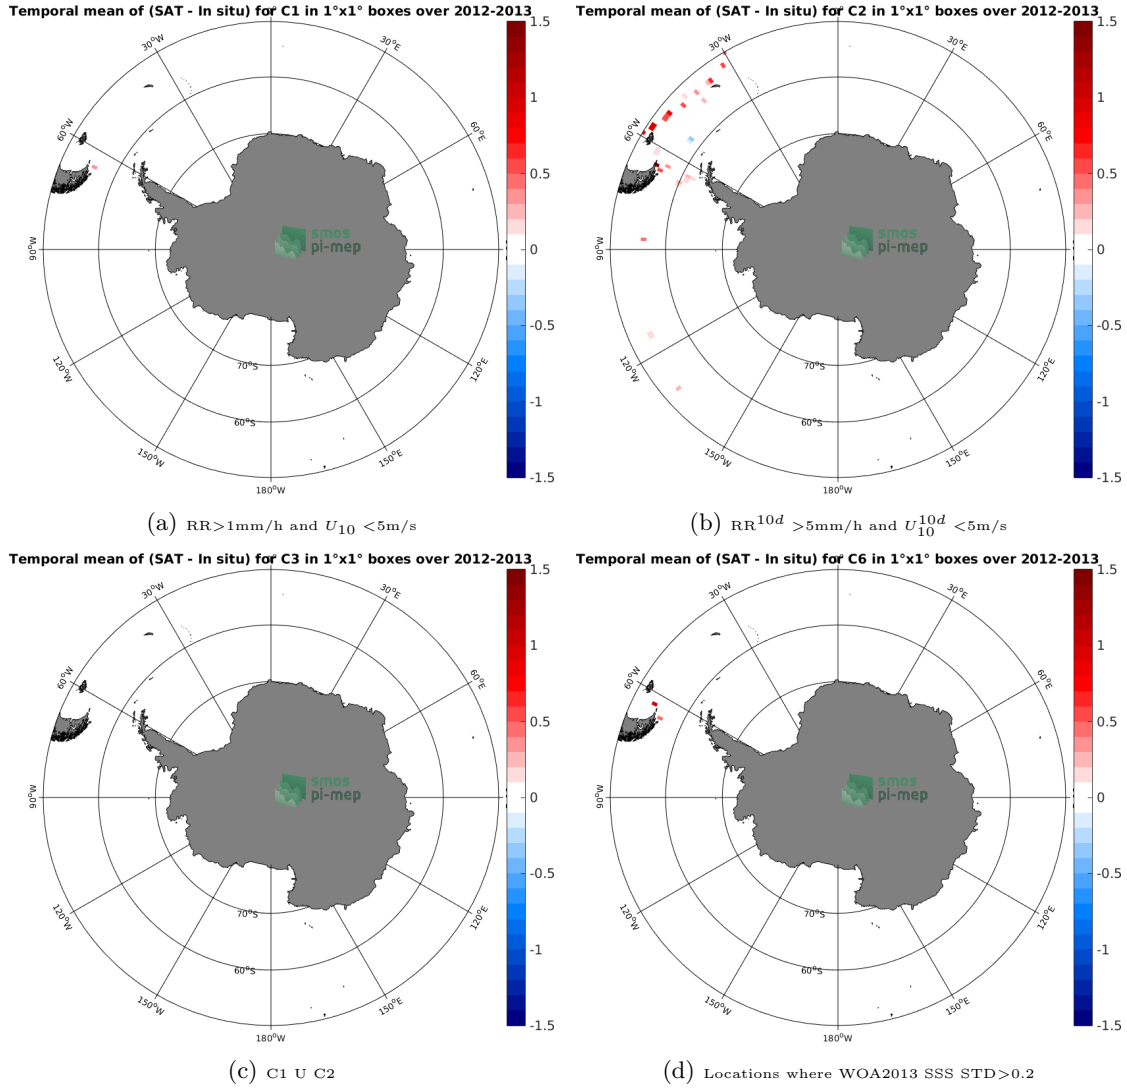 Temporal mean of (SAT - In situ) for C1 in 1°x1° boxes over 2012-2013
30°W
30°E
60°W
60°E
90°W
120°W
120°E
150°W
150°E
180°W
70°S
60°S
smos
pi-mep
1.5
1
0.5
0
-0.5
-1
-1.5
(a) RR>1mm/h and U10 <5m/s
Temporal mean of (SAT - In situ) for C2 in 1°x1° boxes over 2012-2013
30°W
30°E
60°W
60°E
90°W
120°W
120°E
150°W
150°E
180°W
70°S
60°S
smos
pi-mep
1.5
1
0.5
0
-0.5
-1
-1.5
(b) RR^10d >5mm/h and U10^10d <5m/s
Temporal mean of (SAT - In situ) for C3 in 1°x1° boxes over 2012-2013
30°W
30°E
60°W
60°E
90°W
120°W
120°E
150°W
150°E
180°W
70°S
60°S
smos
pi-mep
1.5
1
0.5
0
-0.5
-1
-1.5
(c) C1 U C2
Temporal mean of (SAT - In situ) for C6 in 1°x1° boxes over 2012-2013
30°W
30°E
60°W
60°E
90°W
120°W
120°E
150°W
150°E
180°W
70°S
60°S
smos
pi-mep
1.5
1
0.5
0
-0.5
-1
-1.5
(d) Locations where WOA2013 SSS STD>0.2